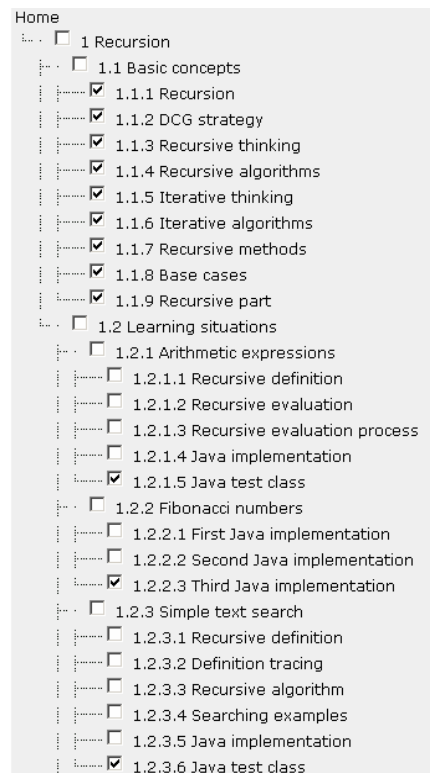 Home
1 Recursion
1.1 Basic concepts
1.1.1 Recursion
1.1.2 DCG strategy
1.1.3 Recursive thinking
1.1.4 Recursive algorithms
1.1.5 Iterative thinking
1.1.6 Iterative algorithms
1.1.7 Recursive methods
1.1.8 Base cases
1.1.9 Recursive part
1.2 Learning situations
1.2.1 Arithmetic expressions
1.2.1.1 Recursive definition
1.2.1.2 Recursive evaluation
1.2.1.3 Recursive evaluation process
1.2.1.4 Java implementation
1.2.1.5 Java test class
1.2.2 Fibonacci numbers
1.2.2.1 First Java implementation
1.2.2.2 Second Java implementation
1.2.2.3 Third Java implementation
1.2.3 Simple text search
1.2.3.1 Recursive definition
1.2.3.2 Definition tracing
1.2.3.3 Recursive algorithm
1.2.3.4 Searching examples
1.2.3.5 Java implementation
1.2.3.6 Java test class